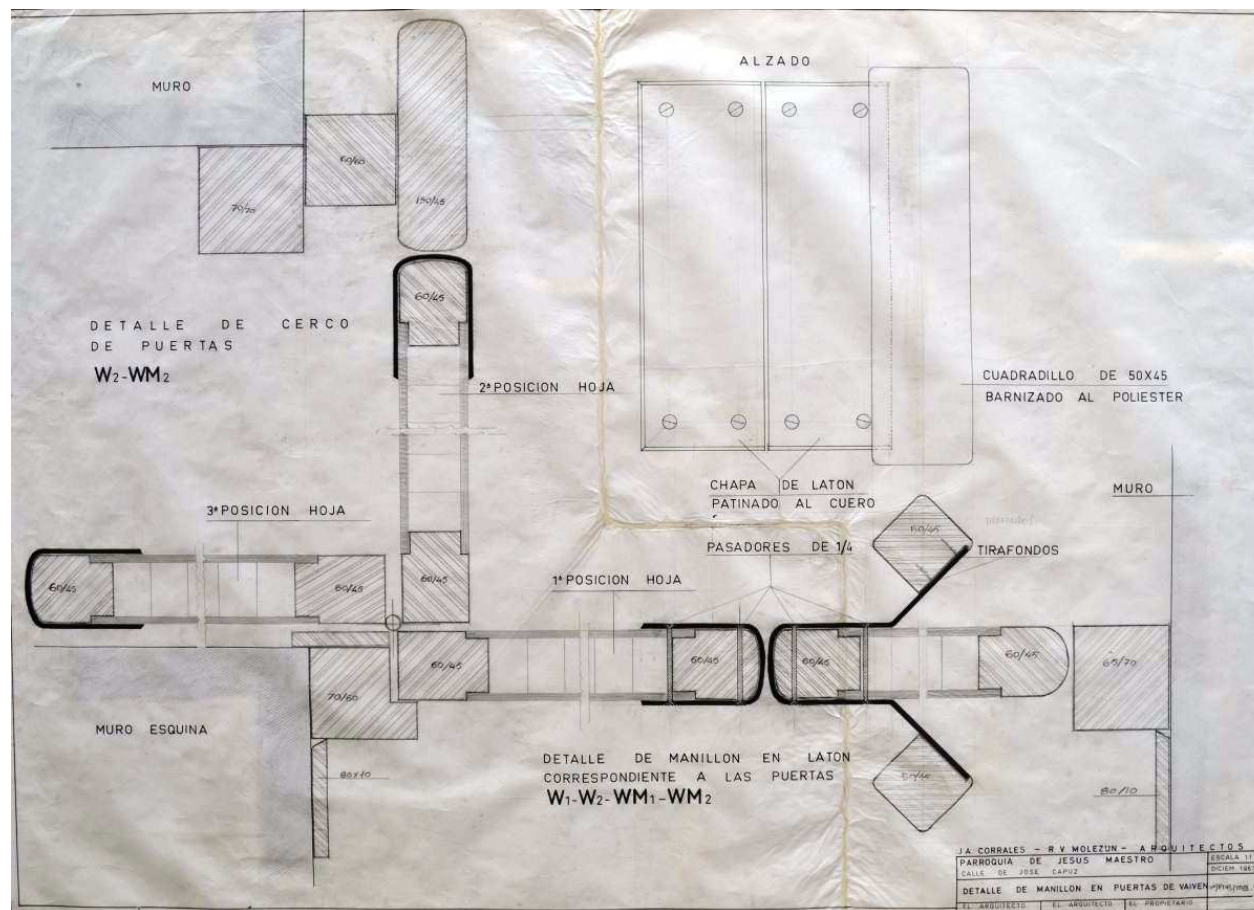 MURO
60/60
70/70
150/45
60/45
DETALLE DE CERCO
DE PUERTAS
W2-WM2
2ª POSICION HOJA
ALZADO
CUADRADILLO DE 50X45
BARNIZADO AL POLIESTER
CHAPA DE LATON
PATINADO AL CUERO
MURO
PASADORES DE 1/4
TIRAFONDOS
3ª POSICION HOJA
60/45
60/45
60/45
1ª POSICION HOJA
60/45
60/45
60/45
60/45
65/70
70/60
MURO ESQUINA
80x10
80/10
DETALLE DE MANILLON EN LATON
CORRESPONDIENTE A LAS PUERTAS
W1-W2-WM1-WM2
J.A. CORRALES - R V MOLEZUN - ARQUITECTOS
PARROQUIA DE JESUS MAESTRO
ESCALA 1:1
CALLE DE JOSE CAPUZ
DICIEM
DETALLE DE MANILLON EN PUERTAS DE VAIVEN
EL ARQUITECTO EL ARQUITECTO EL PROPIETARIO